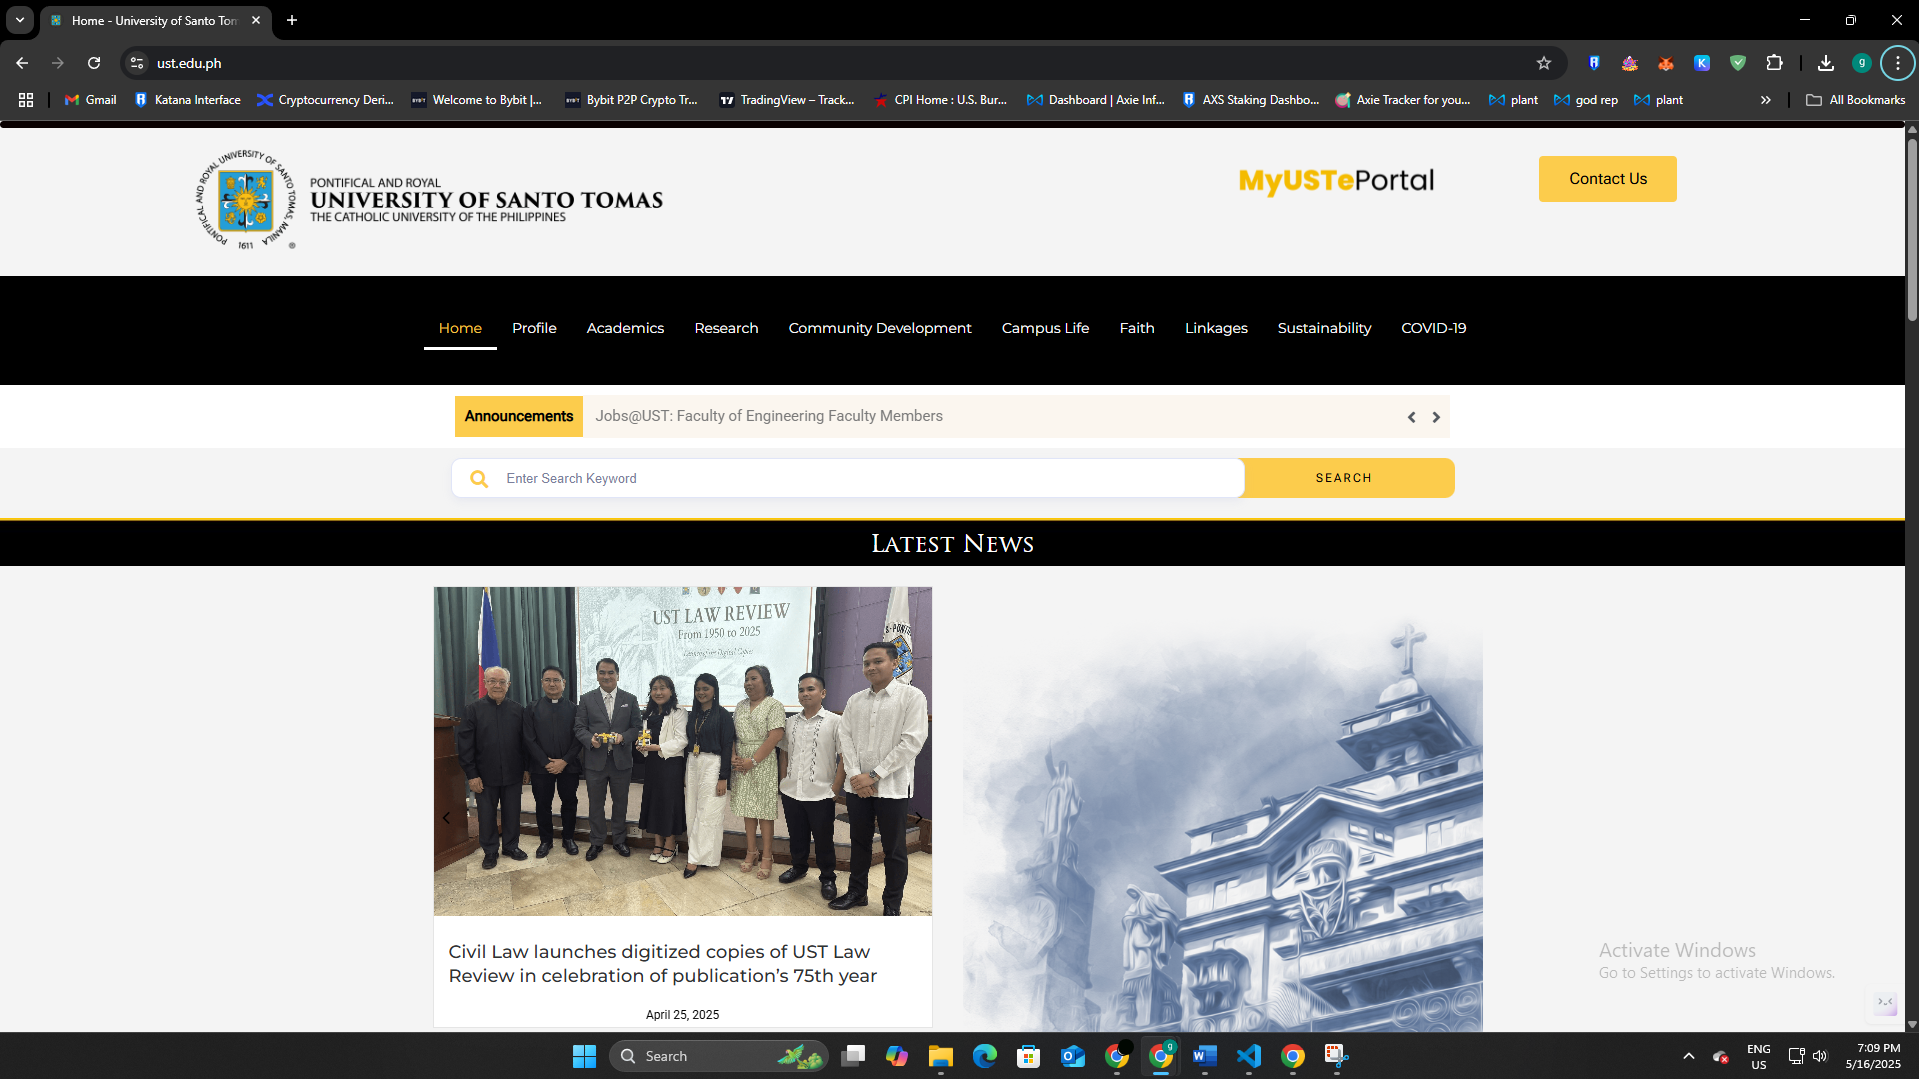 Home - University of Santo Tom
ust.edu.ph
g
Gmail
Katana Interface
Cryptocurrency Deri...
Welcome to Bybit |...
Bybit P2P Crypto Tr...
TradingView – Track...
CPI Home : U.S. Bur...
Dashboard | Axie Inf...
AXS Staking Dashbo...
Axie Tracker for you...
plant
god rep
plant
All Bookmarks
PONTIFICAL AND ROYAL UNIVERSITY OF SANTO TOMAS, MANILA
1611
PONTIFICAL AND ROYAL
UNIVERSITY OF SANTO TOMAS
THE CATHOLIC UNIVERSITY OF THE PHILIPPINES
MyUSTePortal
Contact Us
Home
Profile
Academics
Research
Community Development
Campus Life
Faith
Linkages
Sustainability
COVID-19
Announcements
Jobs@UST: Faculty of Engineering Faculty Members
Enter Search Keyword
SEARCH
LATEST NEWS
UST LAW REVIEW
From 1950 to 2025
Civil Law launches digitized copies of UST Law
Review in celebration of publication’s 75th year
April 25, 2025
Activate Windows
Go to Settings to activate Windows.
Search
g
ENG
US
7:09 PM
5/16/2025